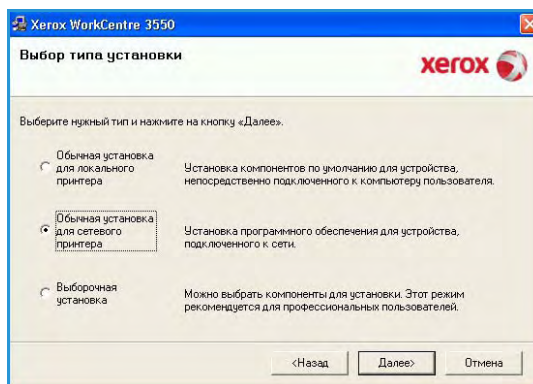 Xerox WorkCentre 3550
Выбор типа установки
xerox
Выберите нужный тип и нажмите на кнопку «Далее».
Обычная установка
для локального
принтера
Установка компонентов по умолчанию для устройства,
непосредственно подключенного к компьютеру пользователя.
Обычная установка
для сетевого
принтера
Установка программного обеспечения для устройства,
подключенного к сети.
Выборочная
установка
Можно выбрать компоненты для установки. Этот режим
рекомендуется для профессиональных пользователей.
<Назад
Далее>
Отмена